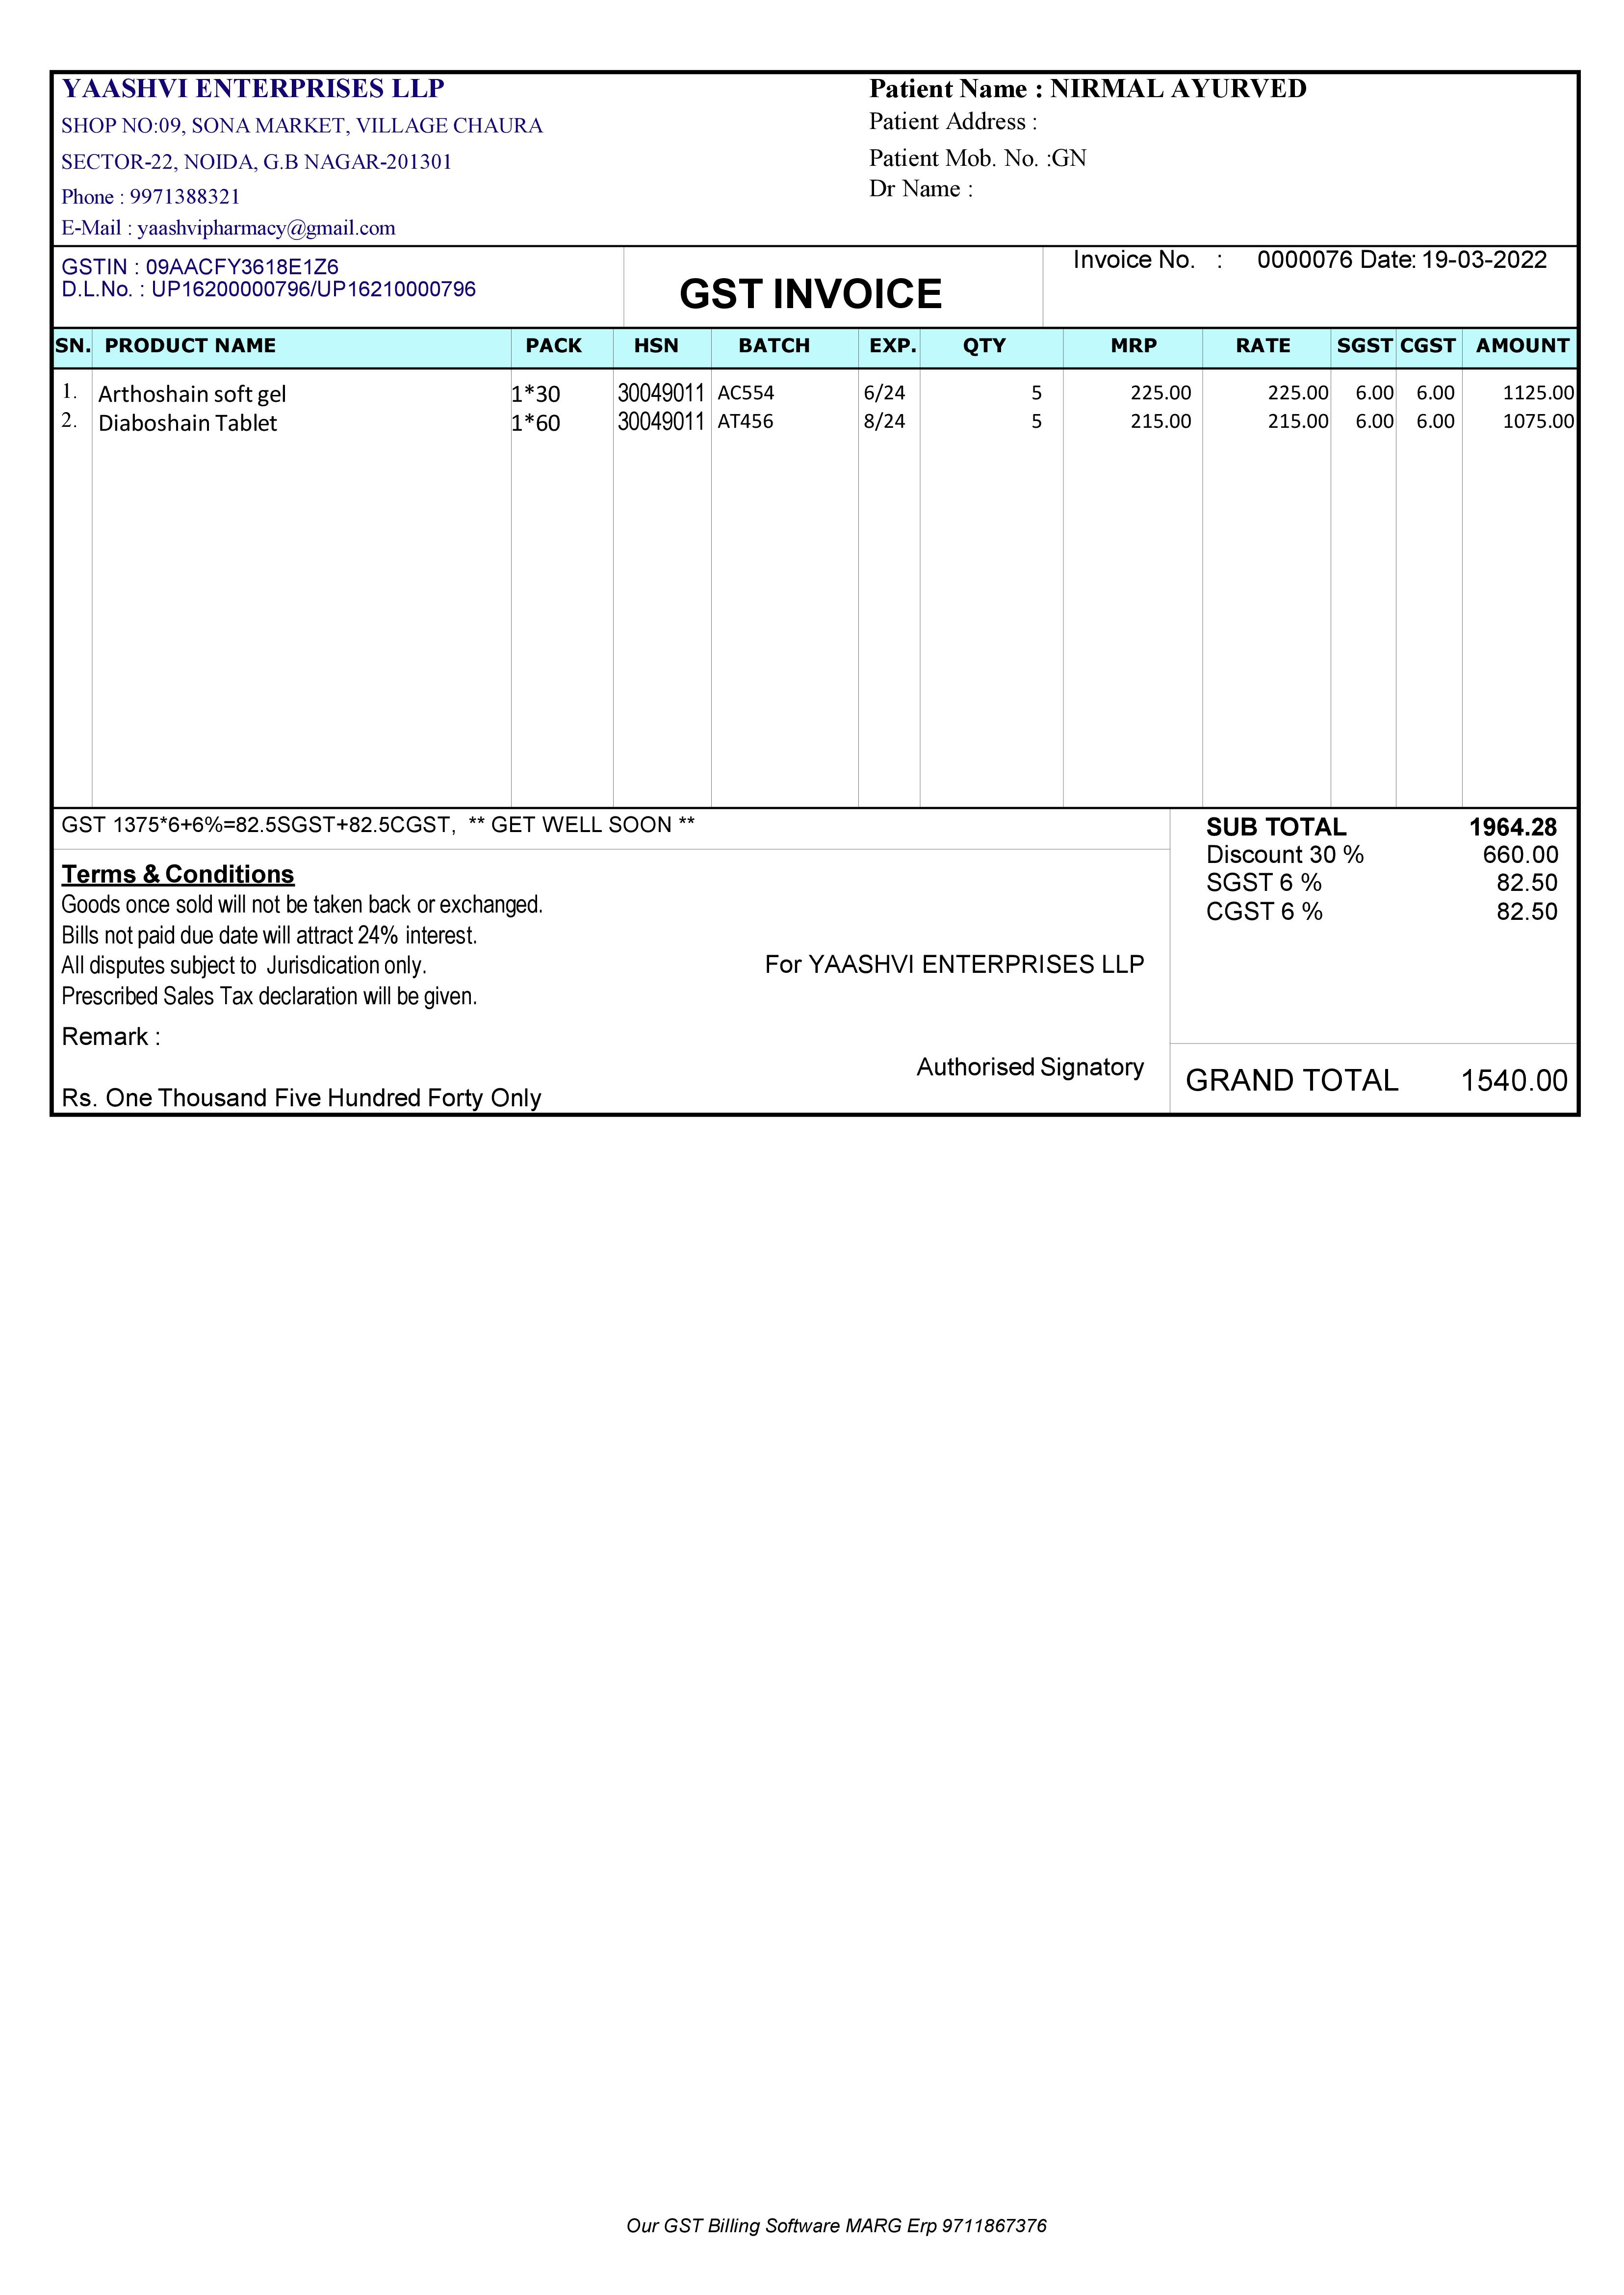 YAASHVI ENTERPRISES LLP
SHOP NO:09, SONA MARKET, VILLAGE CHAURA
SECTOR-22, NOIDA, G.B NAGAR-201301
Phone : 9971388321
E-Mail : yaashvipharmacy@gmail.com
Patient Name : NIRMAL AYURVED
Patient Address :
Patient Mob. No. :GN
Dr Name :
GSTIN : 09AACFY3618E1Z6
D.L.No. : UP16200000796/UP16210000796
GST INVOICE
Invoice No. : 0000076 Date: 19-03-2022
SN. PRODUCT NAME PACK HSN BATCH EXP. QTY MRP RATE SGST CGST AMOUNT
1. Arthoshain soft gel 1*30 30049011 AC554 6/24 5 225.00 225.00 6.00 6.00 1125.00
2. Diaboshain Tablet 1*60 30049011 AT456 8/24 5 215.00 215.00 6.00 6.00 1075.00
GST 1375*6+6%=82.5SGST+82.5CGST, ** GET WELL SOON **
Terms & Conditions
Goods once sold will not be taken back or exchanged.
Bills not paid due date will attract 24% interest.
All disputes subject to Jurisdication only.
Prescribed Sales Tax declaration will be given.
Remark :
Rs. One Thousand Five Hundred Forty Only
For YAASHVI ENTERPRISES LLP
Authorised Signatory
SUB TOTAL 1964.28
Discount 30 % 660.00
SGST 6 % 82.50
CGST 6 % 82.50
GRAND TOTAL 1540.00
Our GST Billing Software MARG Erp 9711867376